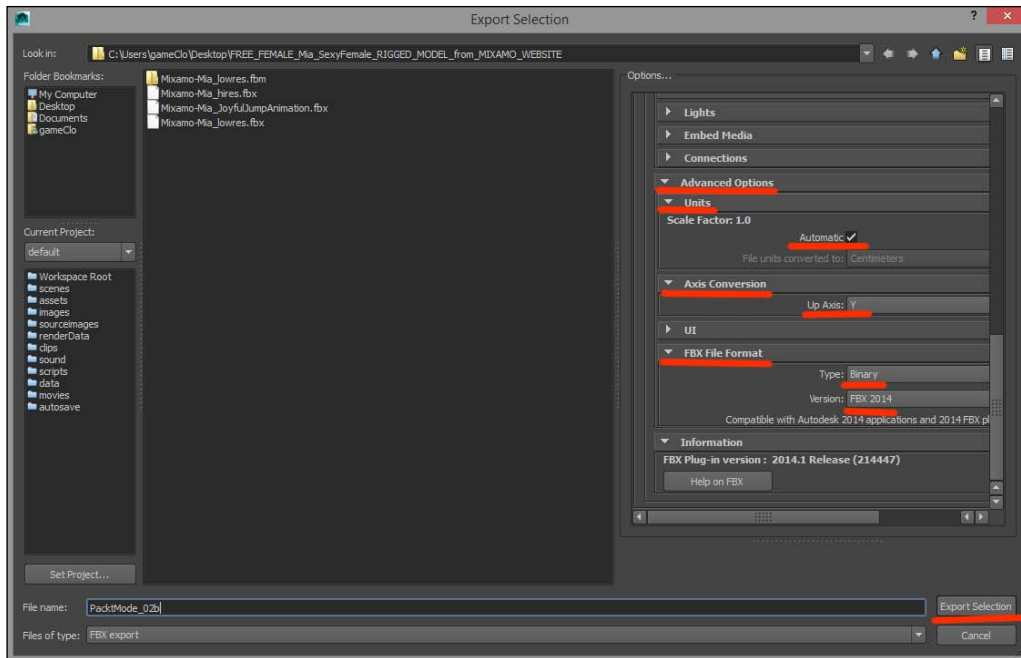 Export Selection
?
Look in:
C:\Users\gameClo\Desktop\FREE_FEMALE_Mia_SexyFemale_RIGGED_MODEL_from_MIXAMO_WEBSITE
Folder Bookmarks:
My Computer
Desktop
Documents
gameClo
Current Project:
default
Workspace Root
scenes
assets
images
sourceimages
renderData
clips
sound
scripts
data
movies
autosave
Set Project...
Mixamo-Mia_lowres.fbm
Mixamo-Mia_hires.fbx
Mixamo-Mia_JoyfulJumpAnimation.fbx
Mixamo-Mia_lowres.fbx
Options...
Lights
Embed Media
Connections
Advanced Options
Units
Scale Factor: 1.0
Automatic
File units converted to: Centimeters
Axis Conversion
Up Axis: Y
UI
FBX File Format
Type: Binary
Version: FBX 2014
Compatible with Autodesk 2014 applications and 2014 FBX pl
Information
FBX Plug-in version : 2014.1 Release (214447)
Help on FBX
File name: PacktMode_02b
Export Selection
Files of type: FBX export
Cancel